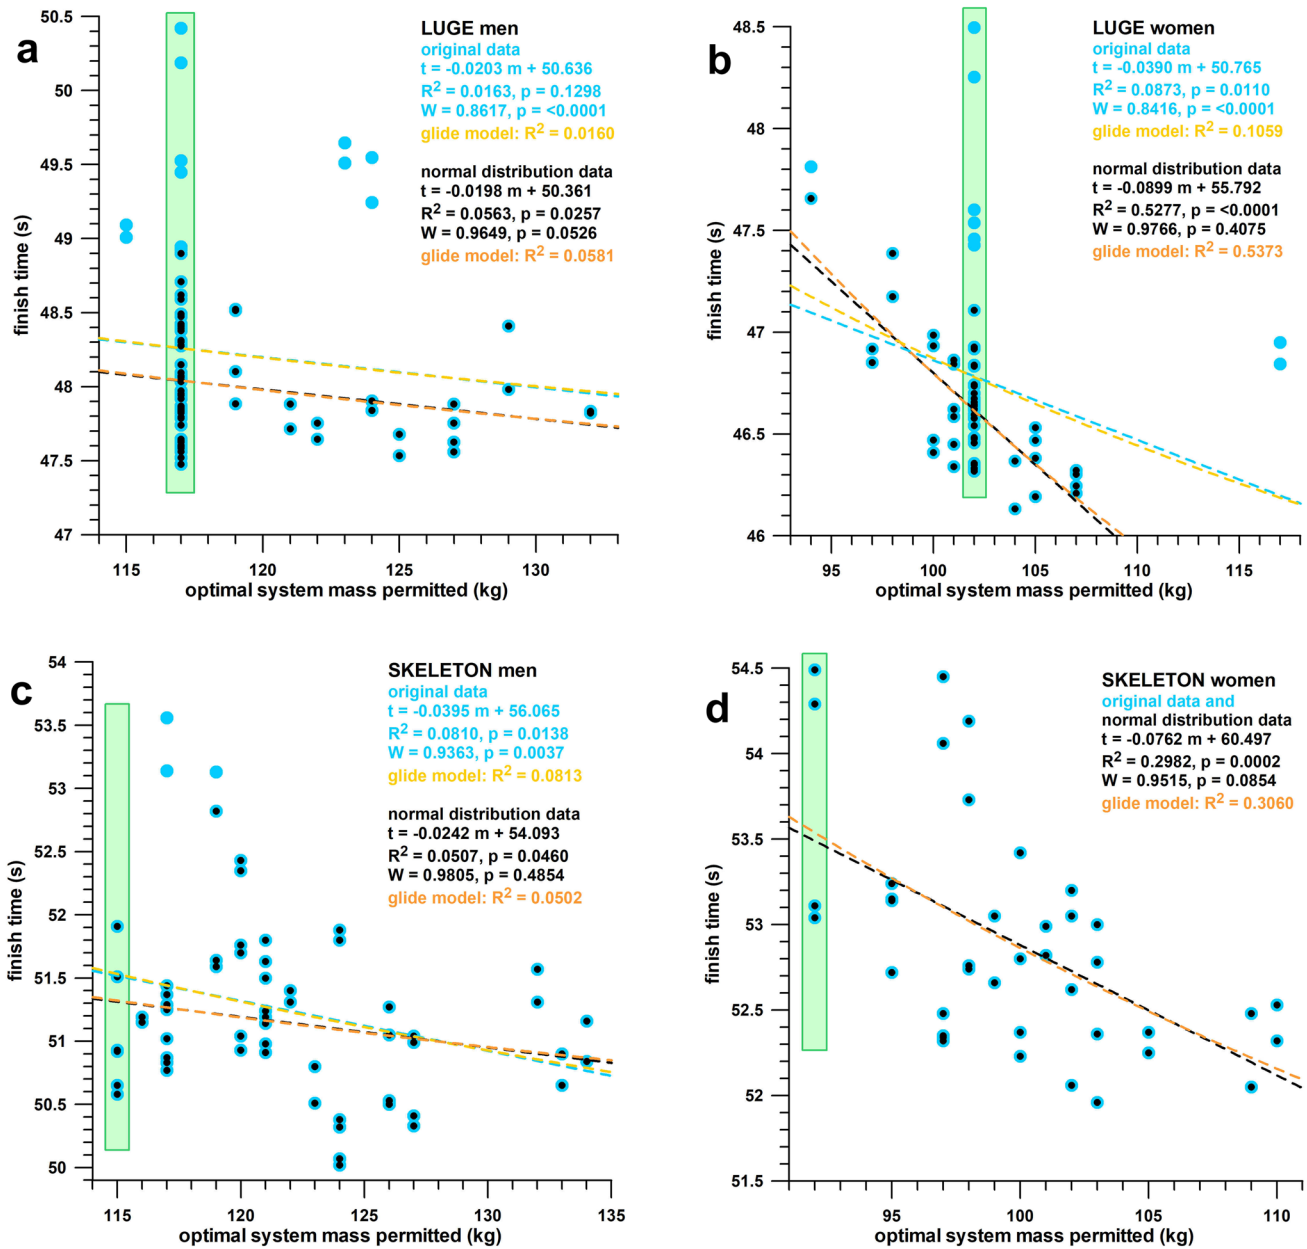 a
LUGE men
original data
t = -0.0203 m + 50.636
R² = 0.0163, p = 0.1298
W = 0.8617, p = <0.0001
glide model: R² = 0.0160
normal distribution data
t = -0.0198 m + 50.361
R² = 0.0563, p = 0.0257
W = 0.9649, p = 0.0526
glide model: R² = 0.0581
finish time (s)
50.5
50
49.5
49
48.5
48
47.5
47
115 120 125 130
optimal system mass permitted (kg)
b
LUGE women
original data
t = -0.0390 m + 50.765
R² = 0.0873, p = 0.0110
W = 0.8416, p = <0.0001
glide model: R² = 0.1059
normal distribution data
t = -0.0899 m + 55.792
R² = 0.5277, p = <0.0001
W = 0.9766, p = 0.4075
glide model: R² = 0.5373
finish time (s)
48.5
48
47.5
47
46.5
46
95 100 105 110 115
optimal system mass permitted (kg)
c
SKELETON men
original data
t = -0.0395 m + 56.065
R² = 0.0810, p = 0.0138
W = 0.9363, p = 0.0037
glide model: R² = 0.0813
normal distribution data
t = -0.0242 m + 54.093
R² = 0.0507, p = 0.0460
W = 0.9805, p = 0.4854
glide model: R² = 0.0502
finish time (s)
54
53.5
53
52.5
52
51.5
51
50.5
50
115 120 125 130 135
optimal system mass permitted (kg)
d
SKELETON women
original data and
normal distribution data
t = -0.0762 m + 60.497
R² = 0.2982, p = 0.0002
W = 0.9515, p = 0.0854
glide model: R² = 0.3060
finish time (s)
54.5
54
53.5
53
52.5
52
51.5
95 100 105 110
optimal system mass permitted (kg)